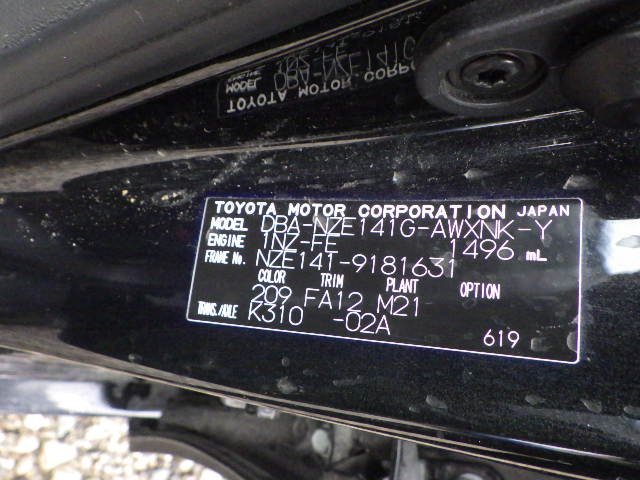 TOYOTA MOTOR CORPORATION JAPAN
MODEL DBA-NZE141G-AWXNK-Y
ENGINE 1NZ-FE 1496 mL
FRAME No. NZE141-9181631
COLOR TRIM PLANT OPTION
209 FA12 M21
TRANS./AXLE K310 -02A
619